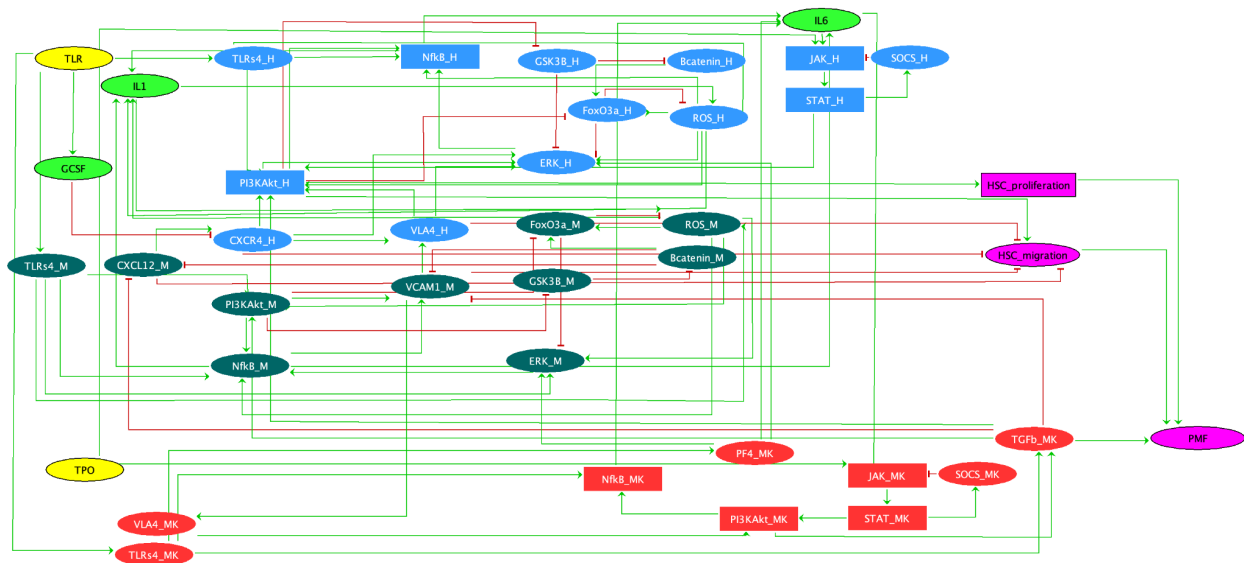 IL6
TLR
TLRs4_H
NfkB_H
GSK3B_H
Bcatenin_H
JAK_H
SOCS_H
IL1
STAT_H
FoxO3a_H
ROS_H
GCSF
ERK_H
PI3KAkt_H
HSC_proliferation
CXCR4_H
VLA4_H
FoxO3a_M
ROS_M
HSC_migration
TLRs4_M
CXCL12_M
Bcatenin_M
VCAM1_M
GSK3B_M
PI3KAkt_M
NfkB_M
ERK_M
TGFb_MK
PMF
PF4_MK
TPO
NfkB_MK
JAK_MK
SOCS_MK
VLA4_MK
PI3KAkt_MK
STAT_MK
TLRs4_MK